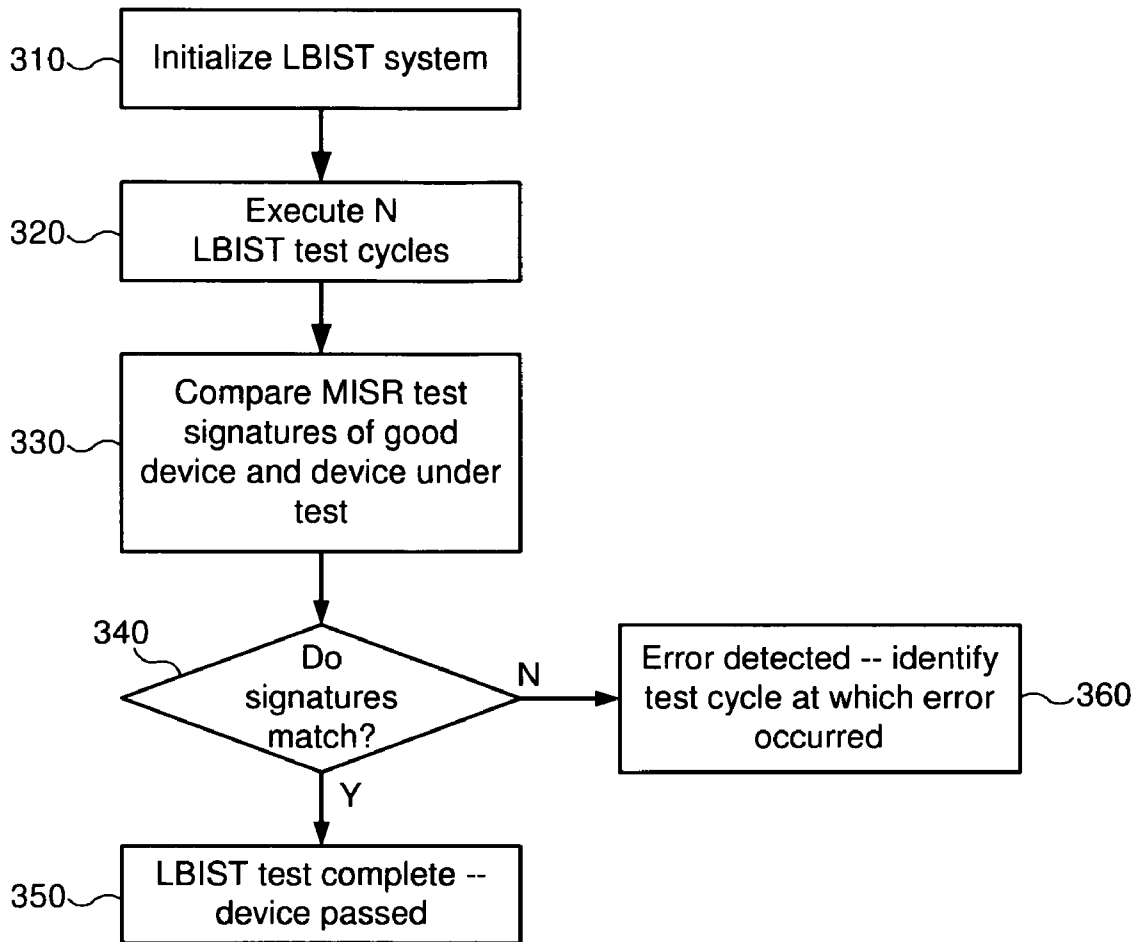 310
Initialize LBIST system
320
Execute N
LBIST test cycles
330
Compare MISR test
signatures of good
device and device under
test
340
Do
signatures
match?
N
Y
Error detected -- identify
test cycle at which error
occurred
360
350
LBIST test complete --
device passed